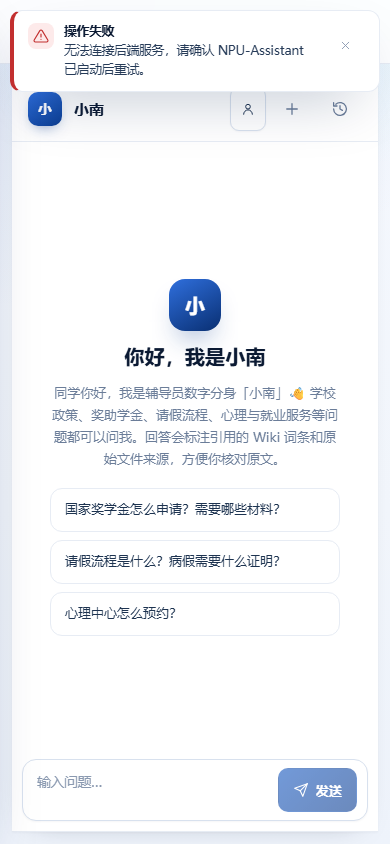 操作失败
无法连接后端服务，请确认 NPU-Assistant
已启动后重试。
小
小南
小
你好，我是小南
同学你好，我是辅导员数字分身「小南」👋 学校
政策、奖助学金、请假流程、心理与就业服务等问
题都可以问我。回答会标注引用的 Wiki 词条和原
始文件来源，方便你核对原文。
国家奖学金怎么申请？需要哪些材料？
请假流程是什么？病假需要什么证明？
心理中心怎么预约？
输入问题...
发送